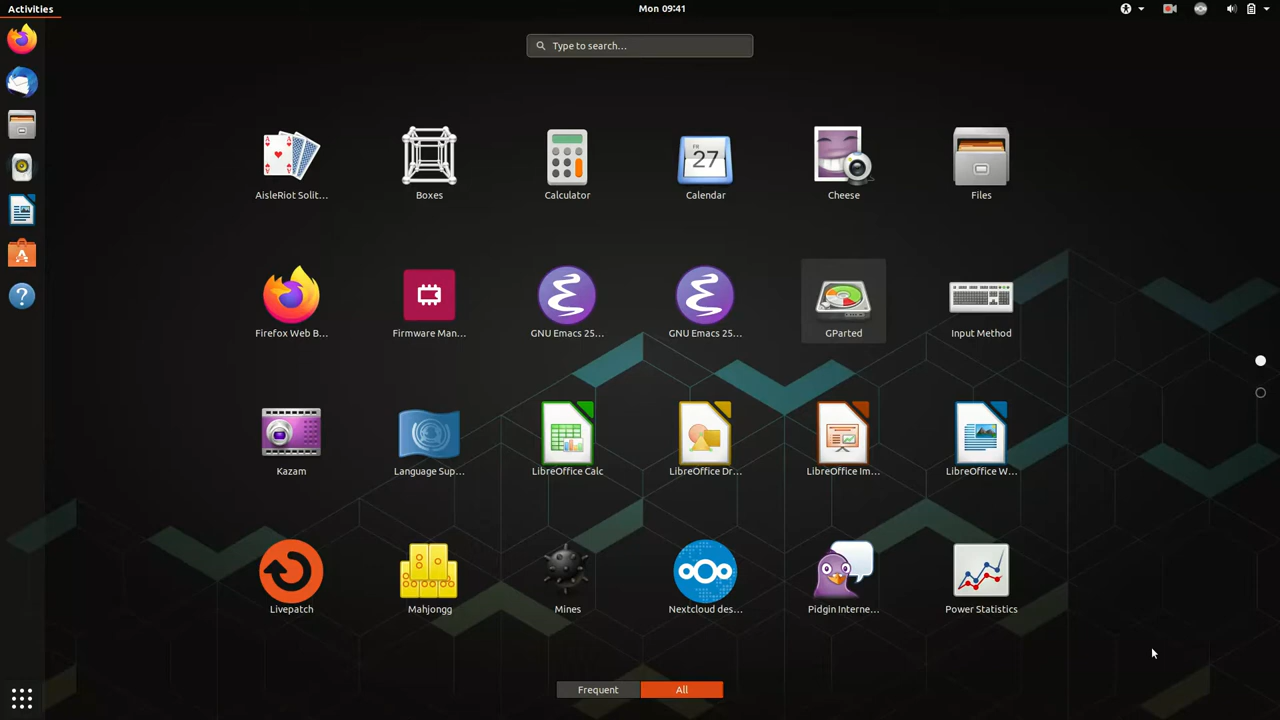 Activities
Mon 09:41
Type to search...
FRI
27
AisleRiot Solit...
Boxes
Calculator
Calendar
Cheese
Files
Firefox Web B...
Firmware Man...
GNU Emacs 25...
GNU Emacs 25...
GParted
Input Method
Kazam
Language Sup...
LibreOffice Calc
LibreOffice Dr...
LibreOffice Im...
LibreOffice W...
Livepatch
Mahjongg
Mines
Nextcloud des...
Pidgin Interne...
Power Statistics
Frequent
All